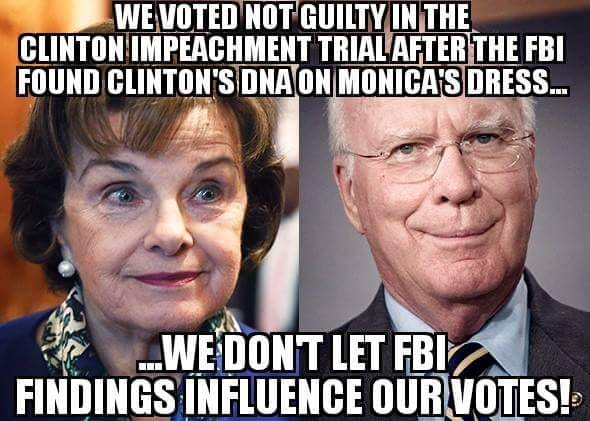 WE VOTED NOT GUILTY IN THE
CLINTON IMPEACHMENT TRIAL AFTER THE FBI
FOUND CLINTON'S DNA ON MONICA'S DRESS...
...WE DON'T LET FBI
FINDINGS INFLUENCE OUR VOTES!